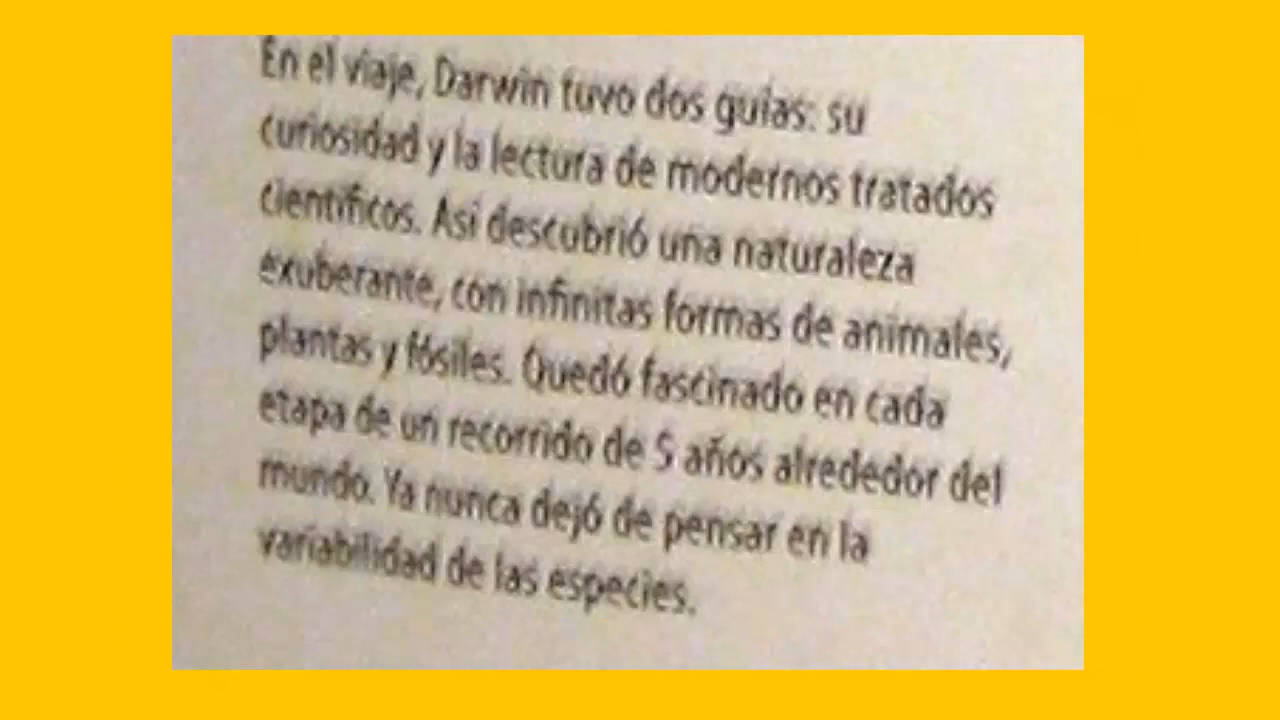 En el viaje, Darwin tuvo dos guías: su
curiosidad y la lectura de modernos tratados
científicos. Así descubrió una naturaleza
exuberante, con infinitas formas de animales,
plantas y fósiles. Quedó fascinado en cada
etapa de un recorrido de 5 años alrededor del
mundo. Ya nunca dejó de pensar en la
variabilidad de las especies.